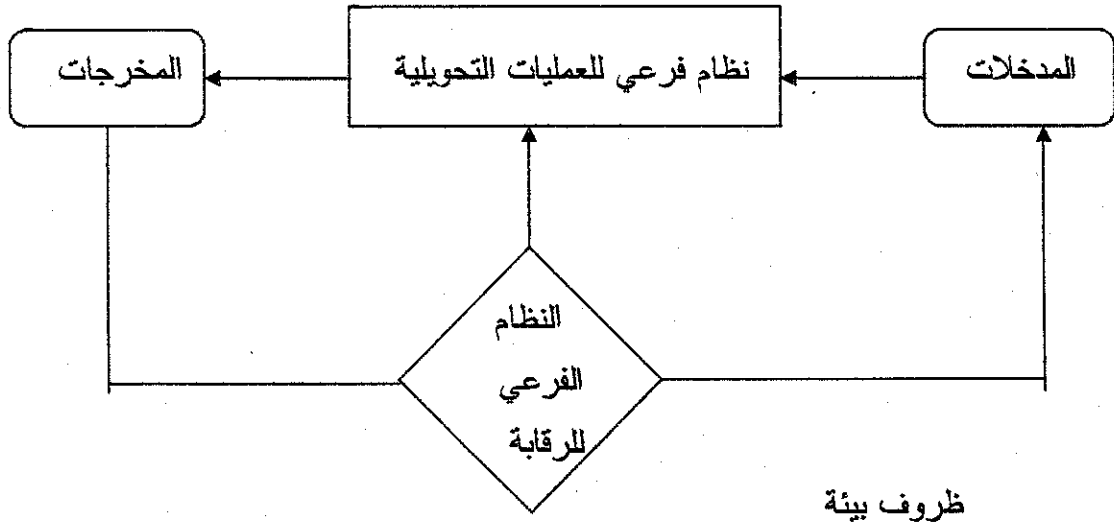 المدخلات
نظام فرعي للعمليات التحويلية
المخرجات
النظام
الفرعي
للرقابة
ظروف بيئة